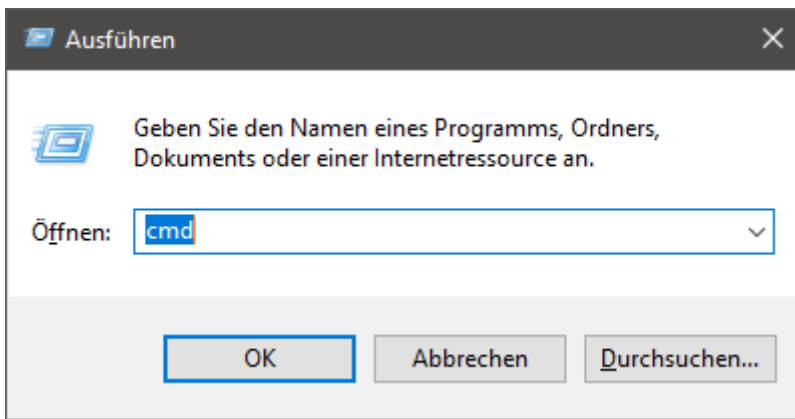 Ausführen
Geben Sie den Namen eines Programms, Ordners,
Dokuments oder einer Internetressource an.
Öffnen: cmd
OK Abbrechen Durchsuchen...